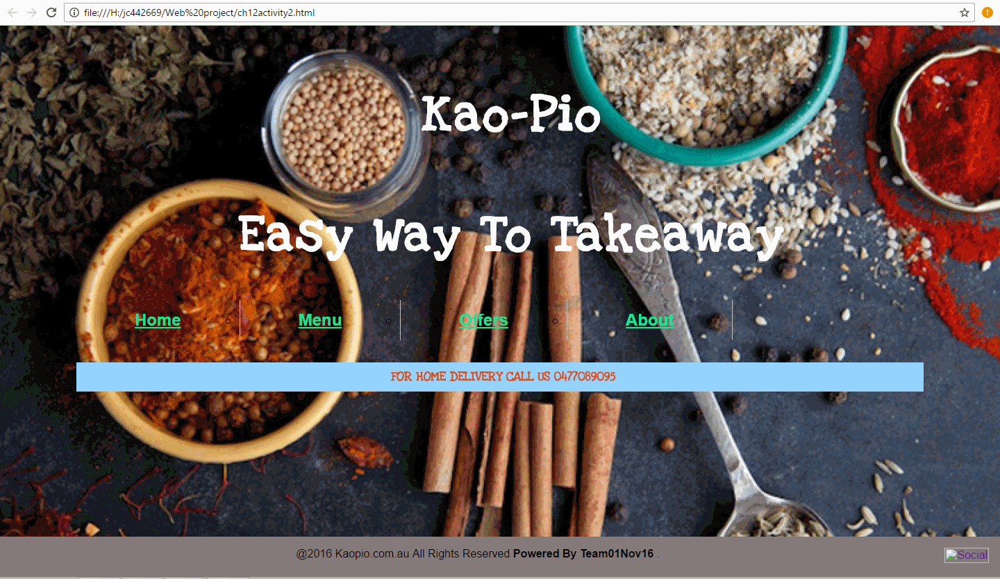 file:///H:/jc442669/Web%20project/ch12activity2.html
Kao-Pio
Easy Way To Takeaway
Home Menu Offers About
FOR HOME DELIVERY CALL US 0477089095
@2016 Kaopio.com.au All Rights Reserved Powered By Team01Nov16 .
Social